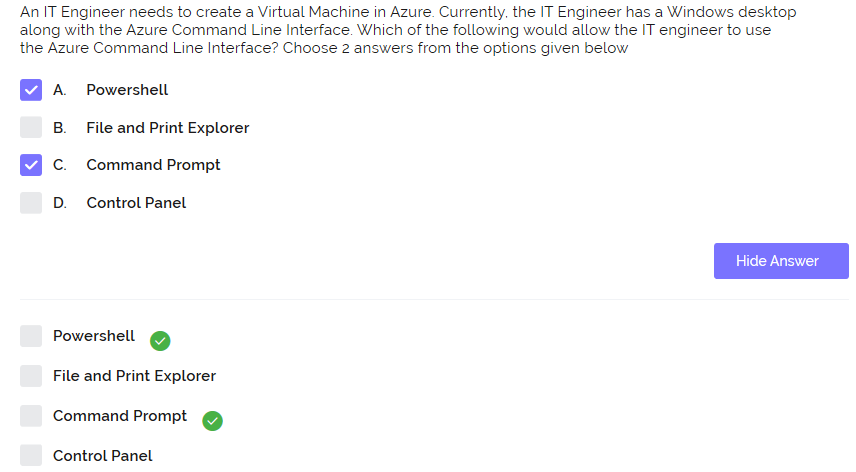 An IT Engineer needs to create a Virtual Machine in Azure. Currently, the IT Engineer has a Windows desktop
along with the Azure Command Line Interface. Which of the following would allow the IT engineer to use
the Azure Command Line Interface? Choose 2 answers from the options given below
A. Powershell
B. File and Print Explorer
C. Command Prompt
D. Control Panel
Hide Answer
Powershell
File and Print Explorer
Command Prompt
Control Panel